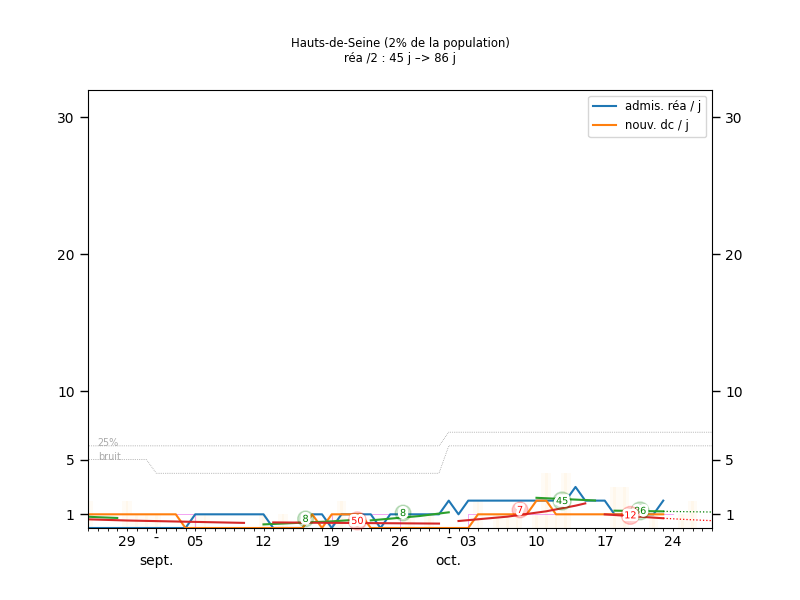 Hauts-de-Seine (2% de la population)
réa /2 : 45 j –> 86 j
admis. réa / j
nouv. dc / j
30 30
20 20
10 10
25%
bruit
5 5
1 1
8 50 8 7 45 12 86
29 - 05 12 19 26 - 03 10 17 24
sept. oct.